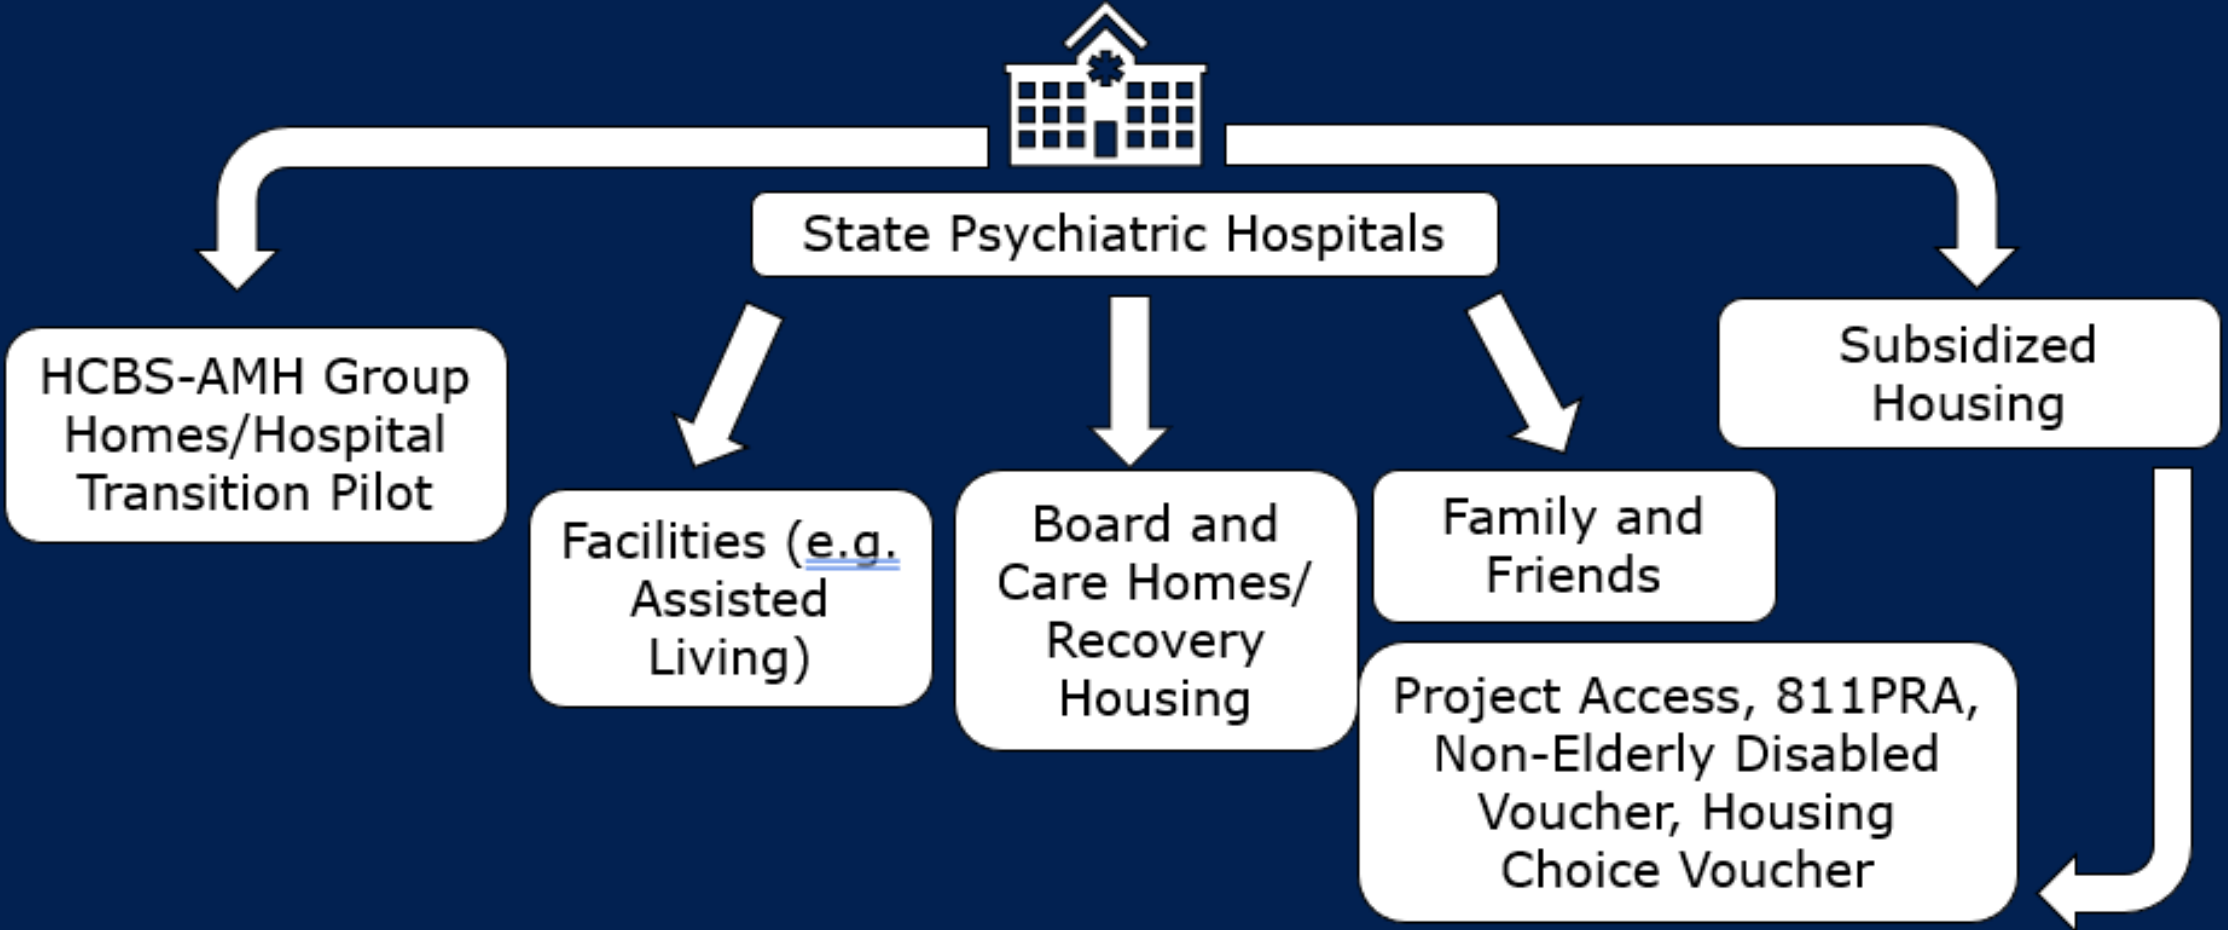 State Psychiatric Hospitals
HCBS-AMH Group
Homes/Hospital
Transition Pilot
Facilities (e.g.
Assisted
Living)
Board and
Care Homes/
Recovery
Housing
Family and
Friends
Subsidized
Housing
Project Access, 811PRA,
Non-Elderly Disabled
Voucher, Housing
Choice Voucher